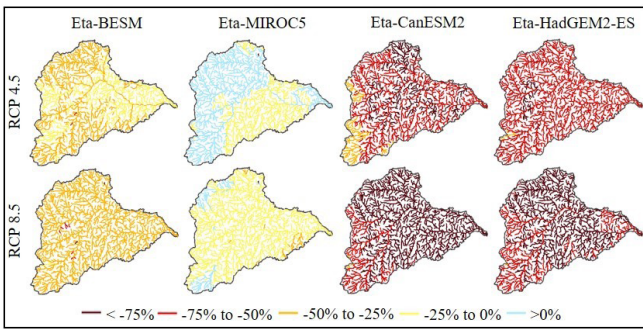 Eta-BESM Eta-MIROC5 Eta-CanESM2 Eta-HadGEM2-ES
RCP 4.5
RCP 8.5
< -75% -75% to -50% -50% to -25% -25% to 0% >0%